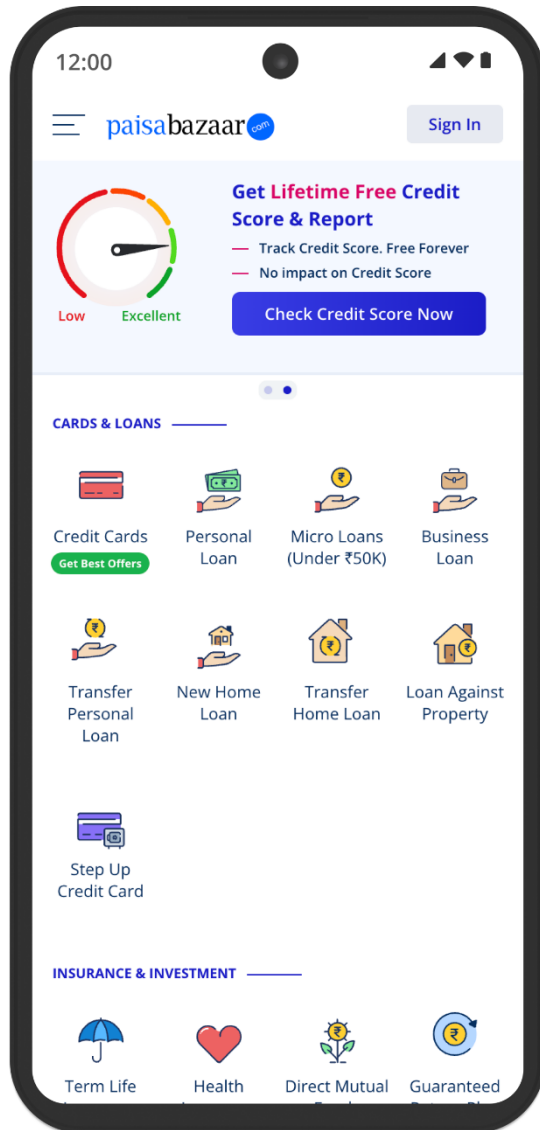 12:00
paisabazaar com
Sign In
Get Lifetime Free Credit
Score & Report
Track Credit Score. Free Forever
No impact on Credit Score
Low
Excellent
Check Credit Score Now
CARDS & LOANS
Credit Cards
Get Best Offers
Personal
Loan
Micro Loans
(Under ₹50K)
Business
Loan
Transfer
Personal
Loan
New Home
Loan
Transfer
Home Loan
Loan Against
Property
Step Up
Credit Card
INSURANCE & INVESTMENT
Term Life
Health
Direct Mutual
Guaranteed